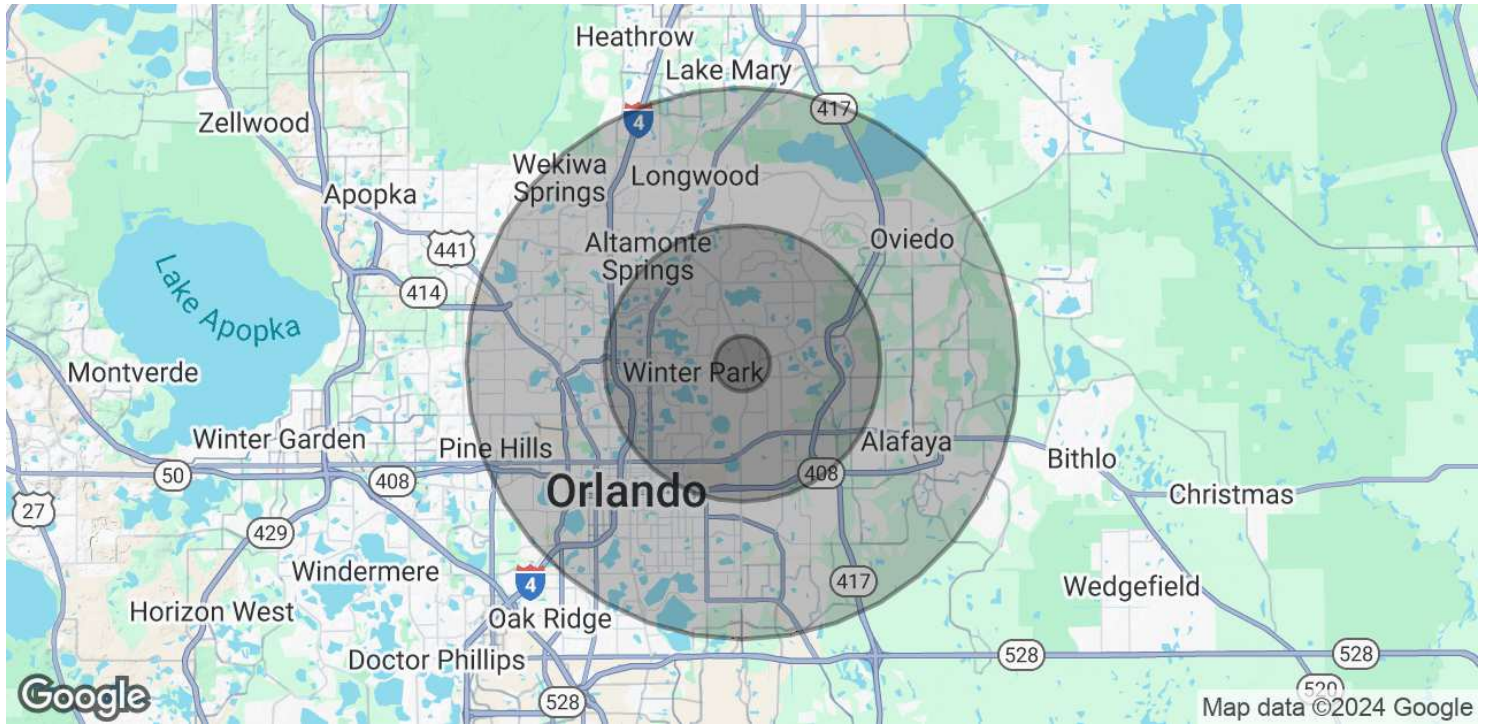 Heathrow
Lake Mary
417
4
Zellwood
Wekiwa
Springs
Longwood
Apopka
441
Altamonte
Springs
Oviedo
414
Lake Apopka
Montverde
Winter Park
Winter Garden
Pine Hills
Alafaya
50
408
408
Bithlo
Orlando
Christmas
27
429
Windermere
4
417
Wedgefield
Horizon West
Oak Ridge
Doctor Phillips
528
528
528
520
Google
Map data ©2024 Google